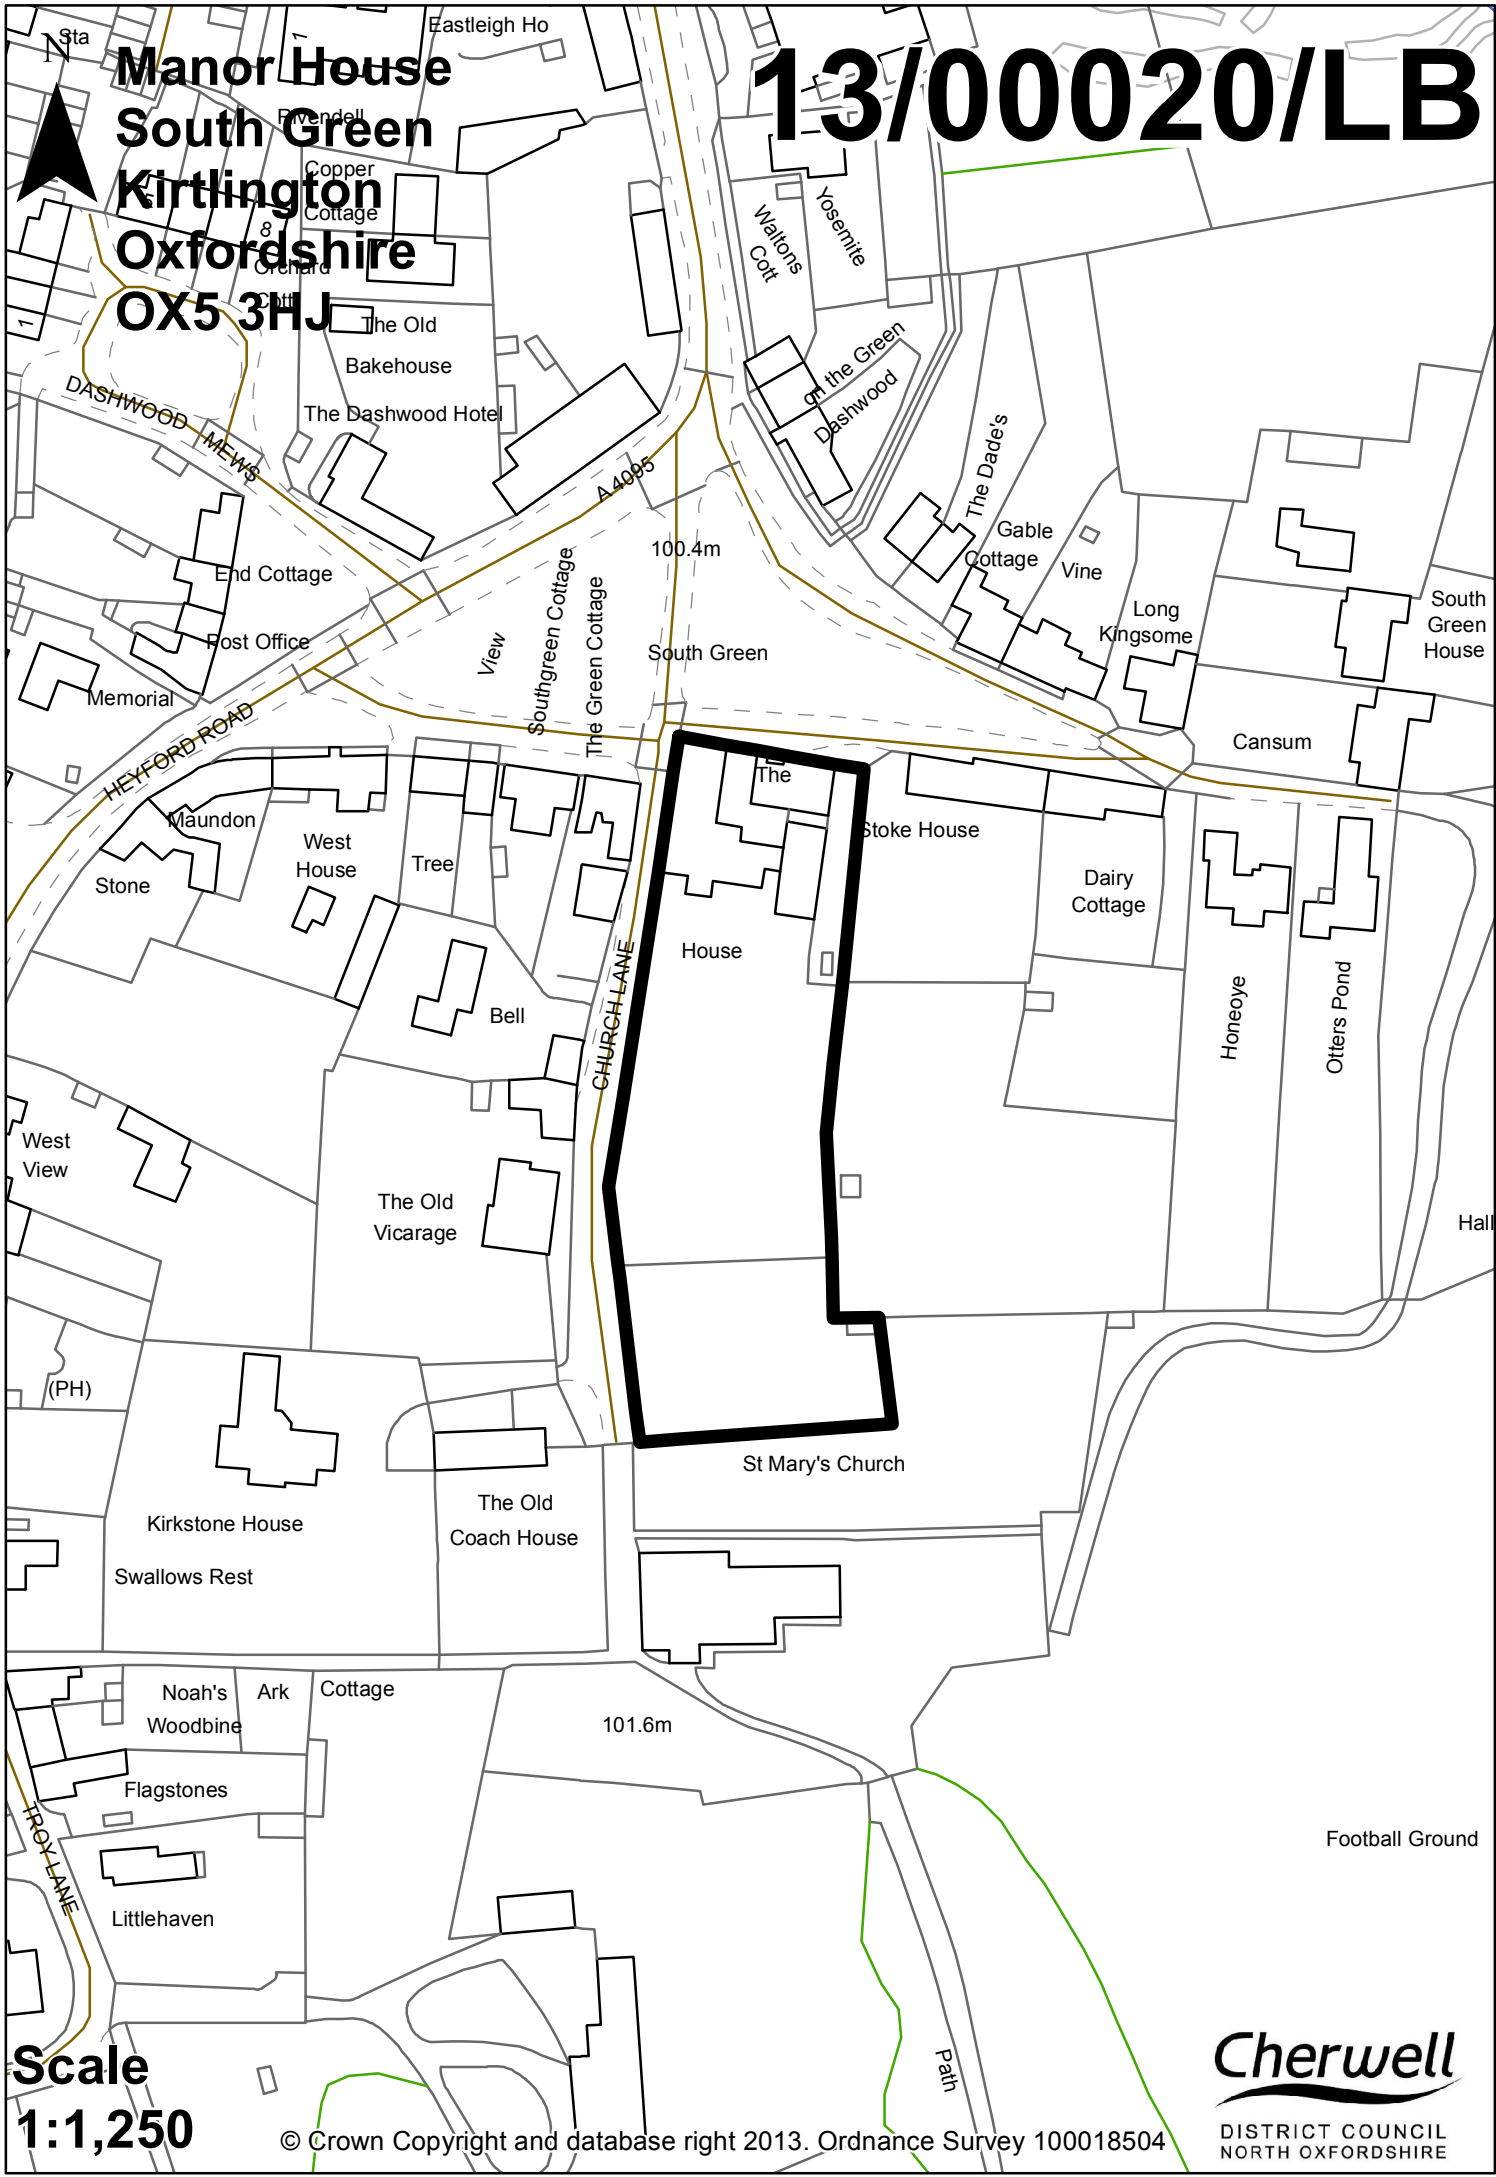 Sta
N
Eastleigh Ho
1
Manor House
South Green
Kirtlington
Oxfordshire
OX5 3HJ
13/00020/LB
Rivendell
Copper
Cottage
8
Orchard
Cott
1
The Old
Bakehouse
The Dashwood Hotel
Waltons
Cott
Yosemite
on the Green
Dashwood
DASHWOOD MEWS
A 4095
100.4m
The Dade's
Gable
Cottage
Vine
Long
Kingsome
South
Green
House
End Cottage
Post Office
Memorial
View
Southgreen Cottage
The Green Cottage
South Green
Cansum
HEYFORD ROAD
The
Maundon
West
House
Tree
Stone
Stoke House
Dairy
Cottage
House
Bell
CHURCH LANE
Honeoye
Otters Pond
West
View
The Old
Vicarage
Hall
(PH)
St Mary's Church
Kirkstone House
The Old
Coach House
Swallows Rest
Noah's
Ark
Cottage
Woodbine
101.6m
Flagstones
TROY LANE
Littlehaven
Football Ground
Path
Scale
1:1,250
© Crown Copyright and database right 2013. Ordnance Survey 100018504
Cherwell
DISTRICT COUNCIL
NORTH OXFORDSHIRE